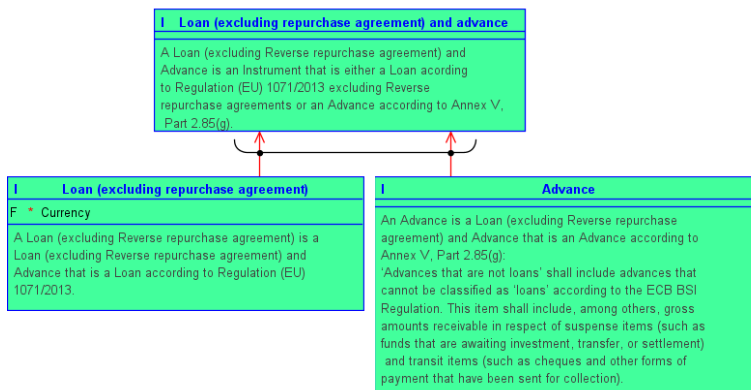 I Loan (excluding repurchase agreement) and advance
A Loan (excluding Reverse repurchase agreement) and
Advance is an Instrument that is either a Loan acording
to Regulation (EU) 1071/2013 excluding Reverse
repurchase agreements or an Advance according to Annex V,
Part 2.85(g).
I Loan (excluding repurchase agreement)
F * Currency
A Loan (excluding Reverse repurchase agreement) is a
Loan (excluding Reverse repurchase agreement) and
Advance that is a Loan according to Regulation (EU)
1071/2013.
I Advance
An Advance is a Loan (excluding Reverse repurchase
agreement) and Advance that is an Advance according to
Annex V, Part 2.85(g):
'Advances that are not loans' shall include advances that
cannot be classified as 'loans' according to the ECB BSI
Regulation. This item shall include, among others, gross
amounts receivable in respect of suspense items (such as
funds that are awaiting investment, transfer, or settlement)
and transit items (such as cheques and other forms of
payment that have been sent for collection).